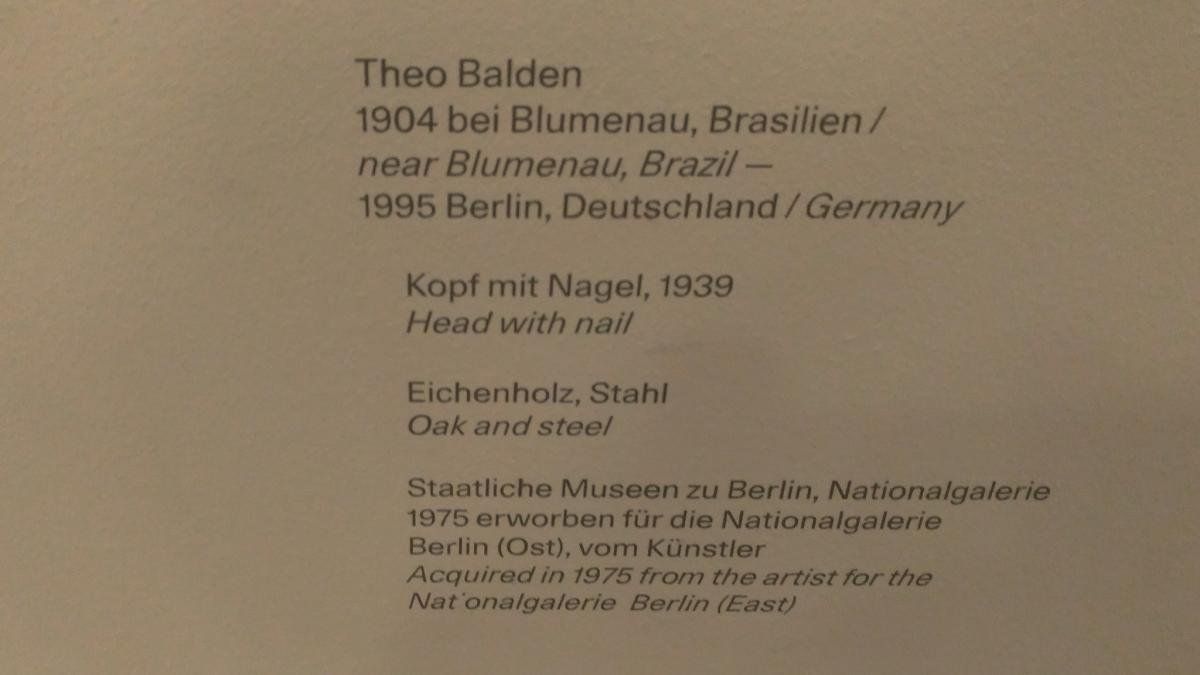 Theo Balden
1904 bei Blumenau, Brasilien /
near Blumenau, Brazil —
1995 Berlin, Deutschland / Germany
Kopf mit Nagel, 1939
Head with nail
Eichenholz, Stahl
Oak and steel
Staatliche Museen zu Berlin, Nationalgalerie
1975 erworben für die Nationalgalerie
Berlin (Ost), vom Künstler
Acquired in 1975 from the artist for the
Nationalgalerie Berlin (East)